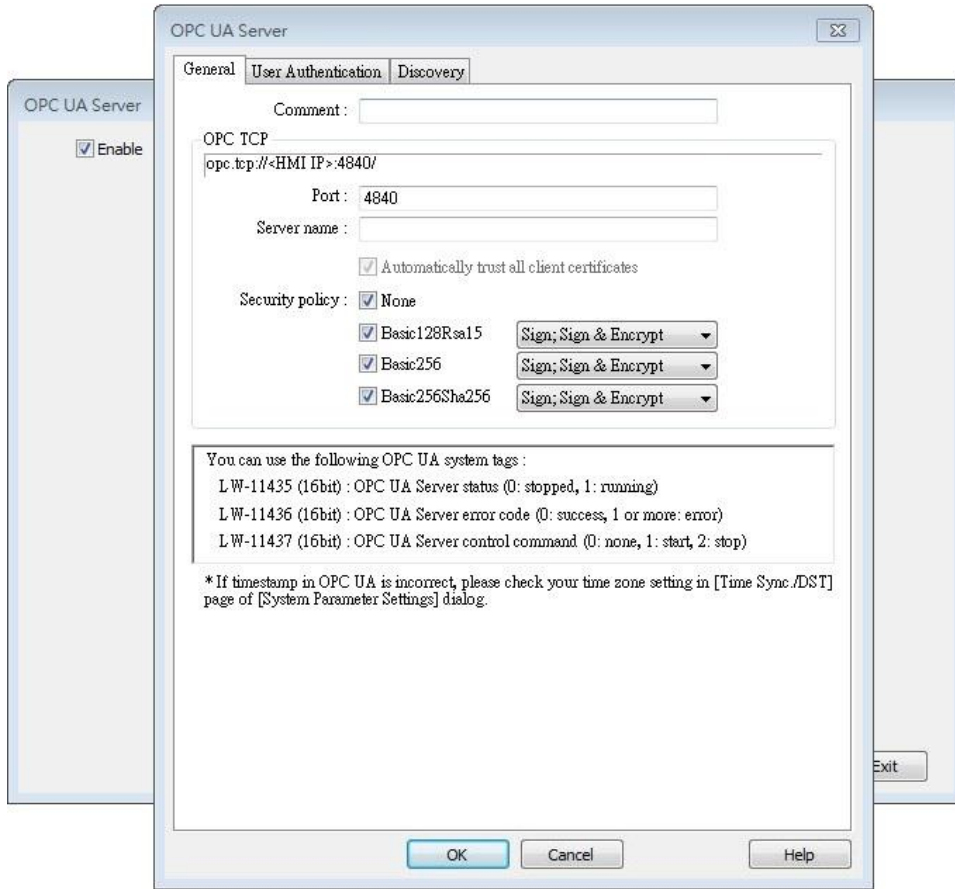 OPC UA Server
General User Authentication Discovery
OPC UA Server
Enable
Comment :
OPC TCP
opc.tcp://<HMI IP>:4840/
Port : 4840
Server name :
Automatically trust all client certificates
Security policy : None
Basic128Rsa15 Sign; Sign & Encrypt
Basic256 Sign; Sign & Encrypt
Basic256Sha256 Sign; Sign & Encrypt
You can use the following OPC UA system tags :
LW-11435 (16bit) : OPC UA Server status (0: stopped, 1: running)
LW-11436 (16bit) : OPC UA Server error code (0: success, 1 or more: error)
LW-11437 (16bit) : OPC UA Server control command (0: none, 1: start, 2: stop)
* If timestamp in OPC UA is incorrect, please check your time zone setting in [Time Sync./DST]
page of [System Parameter Settings] dialog.
Exit
OK Cancel Help